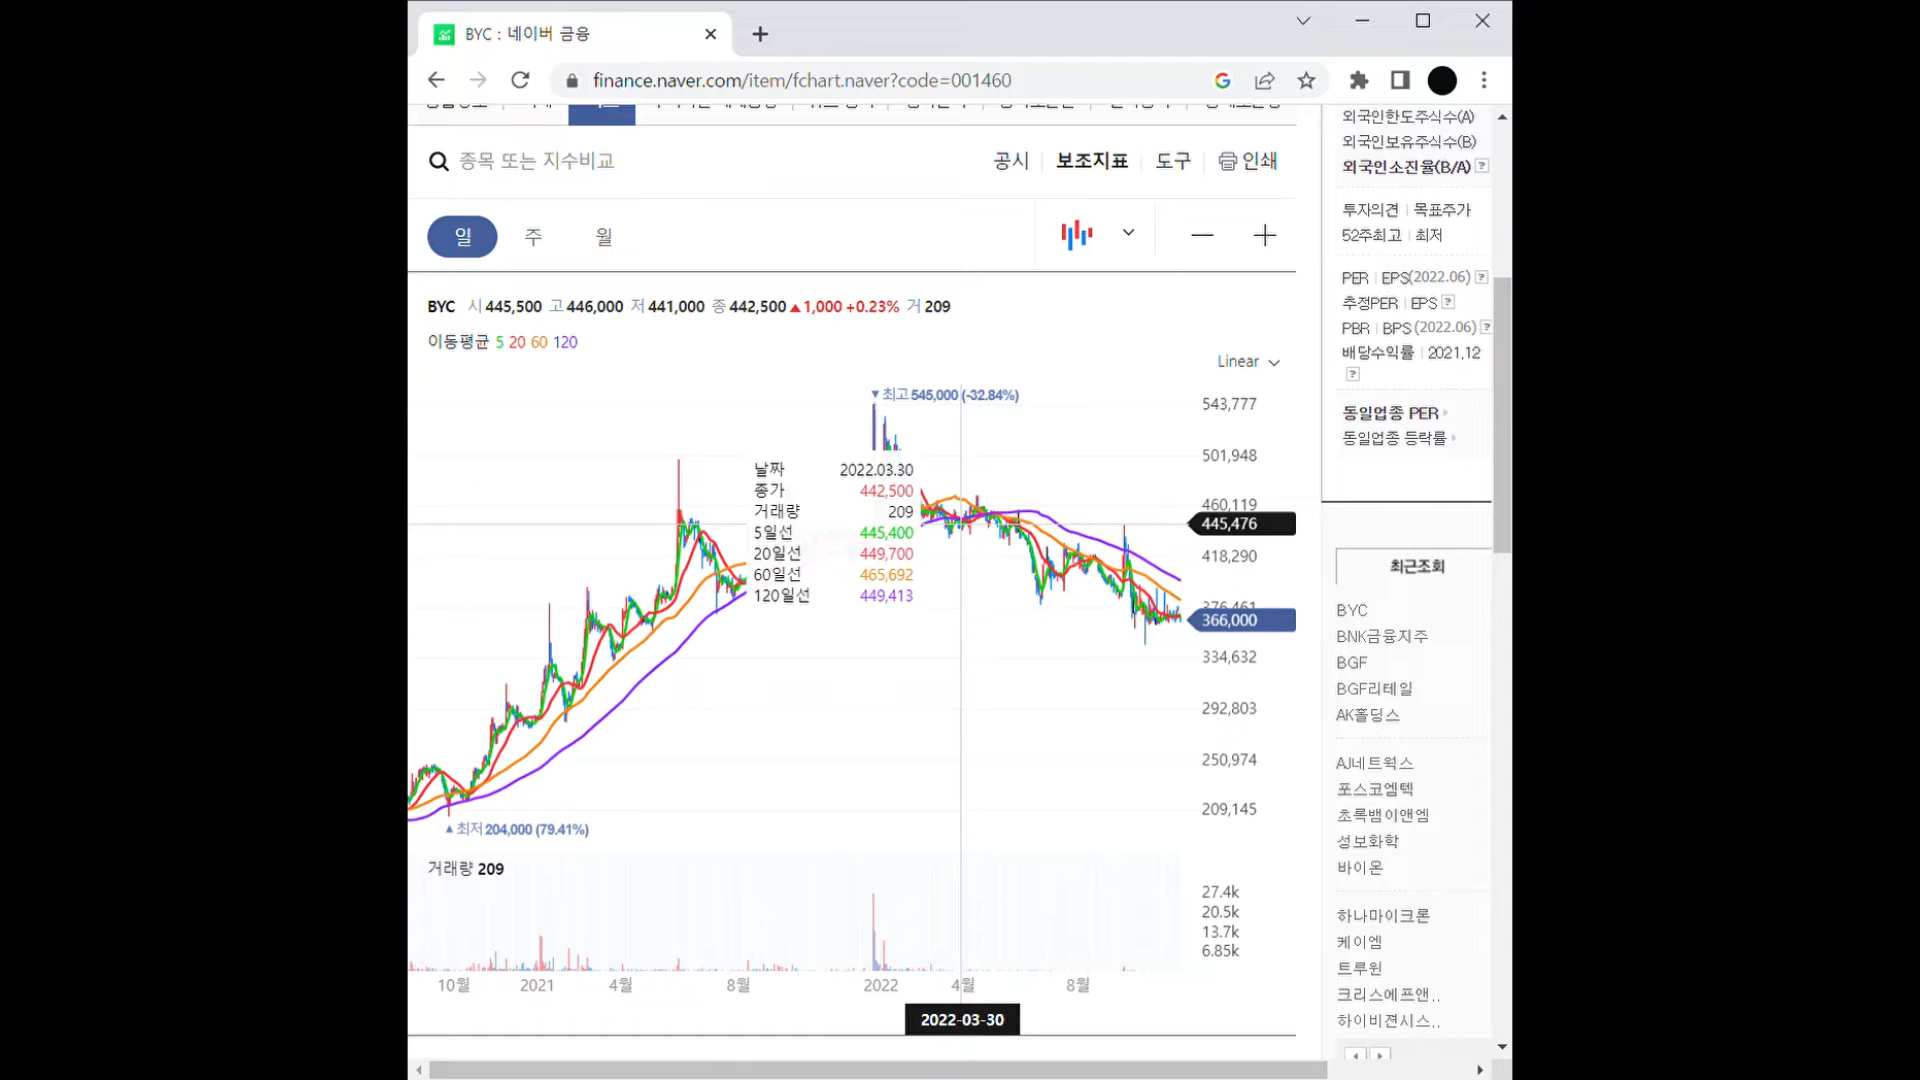 BYC : 네이버 금융
finance.naver.com/item/fchart.naver?code=001460
종목 또는 지수비교
공시 보조지표 도구 인쇄
일 주 월
BYC 시 445,500 고 446,000 저 441,000 종 442,500 ▲1,000 +0.23% 거 209
이동평균 5 20 60 120
Linear
▼최고 545,000 (-32.84%)
543,777
501,948
460,119
445,476
418,290
376,461
366,000
334,632
292,803
250,974
209,145
날짜 2022.03.30
종가 442,500
거래량 209
5일선 445,400
20일선 449,700
60일선 465,692
120일선 449,413
▲최저 204,000 (79.41%)
거래량 209
27.4k
20.5k
13.7k
6.85k
10월 2021 4월 8월 2022 4월 8월
2022-03-30
외국인한도주식수(A)
외국인보유주식수(B)
외국인소진율(B/A) ?
투자의견 | 목표주가
52주최고 | 최저
PER | EPS(2022.06) ?
추정PER | EPS ?
PBR | BPS (2022.06) ?
배당수익률 | 2021.12
?
동일업종 PER
동일업종 등락률
최근조회
BYC
BNK금융지주
BGF
BGF리테일
AK홀딩스
AJ네트웍스
포스코엠텍
초록뱀이앤엠
성보화학
바이온
하나마이크론
케이엠
트루윈
크리스에프앤..
하이비젼시스..